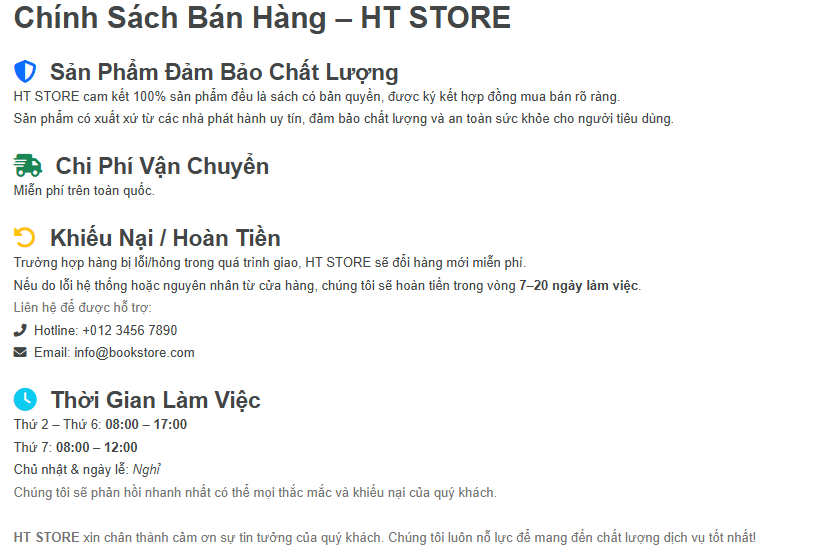 Chính Sách Bán Hàng – HT STORE
Sản Phẩm Đảm Bảo Chất Lượng
HT STORE cam kết 100% sản phẩm đều là sách có bản quyền, được ký kết hợp đồng mua bán rõ ràng.
Sản phẩm có xuất xứ từ các nhà phát hành uy tín, đảm bảo chất lượng và an toàn sức khỏe cho người tiêu dùng.
Chi Phí Vận Chuyển
Miễn phí trên toàn quốc.
Khiếu Nại / Hoàn Tiền
Trường hợp hàng bị lỗi/hỏng trong quá trình giao, HT STORE sẽ đổi hàng mới miễn phí.
Nếu do lỗi hệ thống hoặc nguyên nhân từ cửa hàng, chúng tôi sẽ hoàn tiền trong vòng 7–20 ngày làm việc.
Liên hệ để được hỗ trợ:
Hotline: +012 3456 7890
Email: info@bookstore.com
Thời Gian Làm Việc
Thứ 2 – Thứ 6: 08:00 – 17:00
Thứ 7: 08:00 – 12:00
Chủ nhật & ngày lễ: Nghỉ
Chúng tôi sẽ phản hồi nhanh nhất có thể mọi thắc mắc và khiếu nại của quý khách.
HT STORE xin chân thành cảm ơn sự tin tưởng của quý khách. Chúng tôi luôn nỗ lực để mang đến chất lượng dịch vụ tốt nhất!